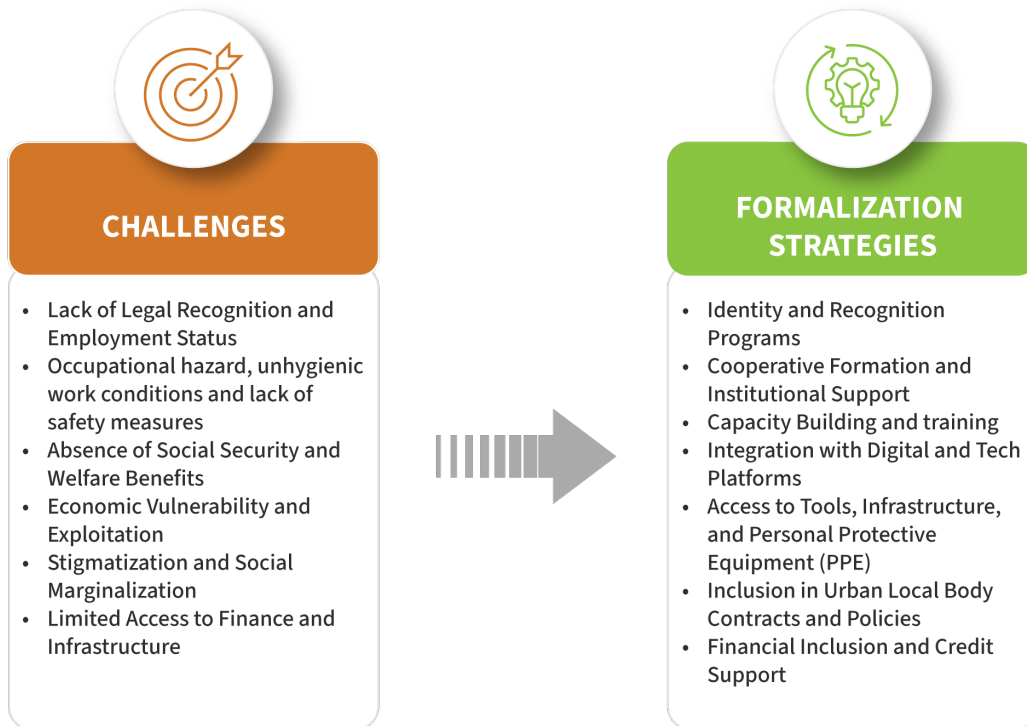 CHALLENGES
• Lack of Legal Recognition and
Employment Status
• Occupational hazard, unhygienic
work conditions and lack of
safety measures
• Absence of Social Security and
Welfare Benefits
• Economic Vulnerability and
Exploitation
• Stigmatization and Social
Marginalization
• Limited Access to Finance and
Infrastructure
FORMALIZATION
STRATEGIES
• Identity and Recognition
Programs
• Cooperative Formation and
Institutional Support
• Capacity Building and training
• Integration with Digital and Tech
Platforms
• Access to Tools, Infrastructure,
and Personal Protective
Equipment (PPE)
• Inclusion in Urban Local Body
Contracts and Policies
• Financial Inclusion and Credit
Support